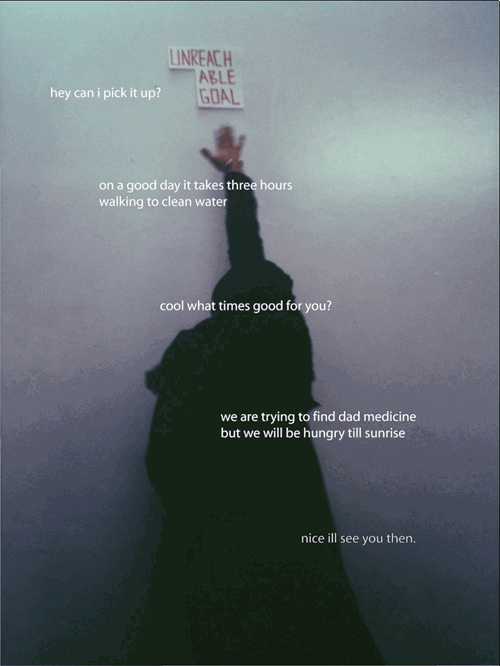 UNREACH
ABLE
GOAL
hey can i pick it up?
on a good day it takes three hours
walking to clean water
cool what times good for you?
we are trying to find dad medicine
but we will be hungry till sunrise
nice ill see you then.